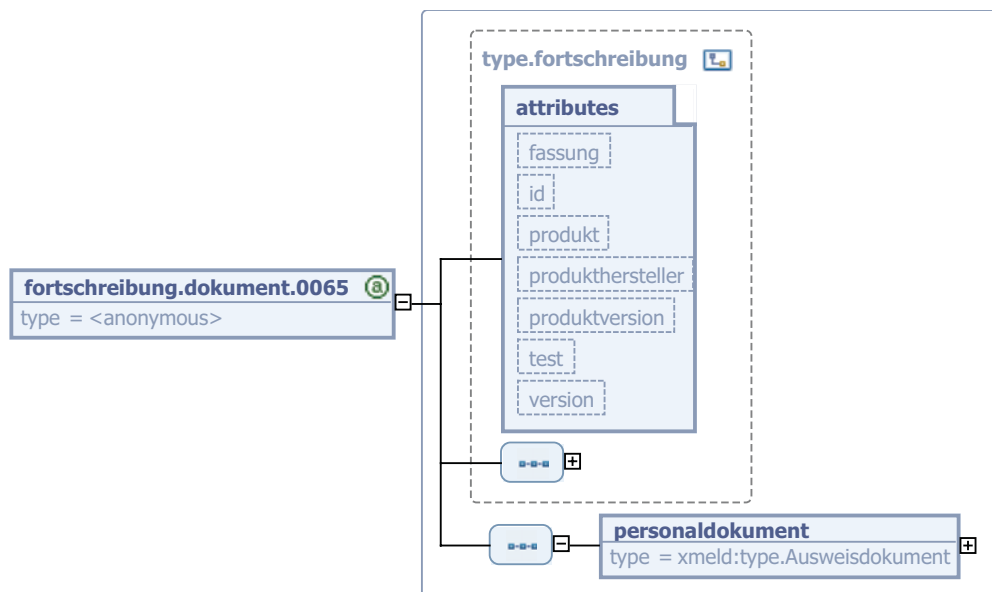 type.fortschreibung
attributes
fassung
id
produkt
produkthersteller
produktversion
test
version
fortschreibung.dokument.0065 @
type = <anonymous>
personaldokument
type = xmeld:type.Ausweisdokument